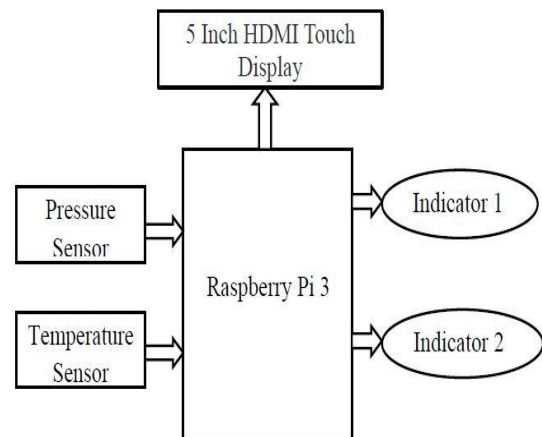 5 Inch HDMI Touch
Display
Pressure
Sensor
Raspberry Pi 3
Indicator 1
Temperature
Sensor
Indicator 2